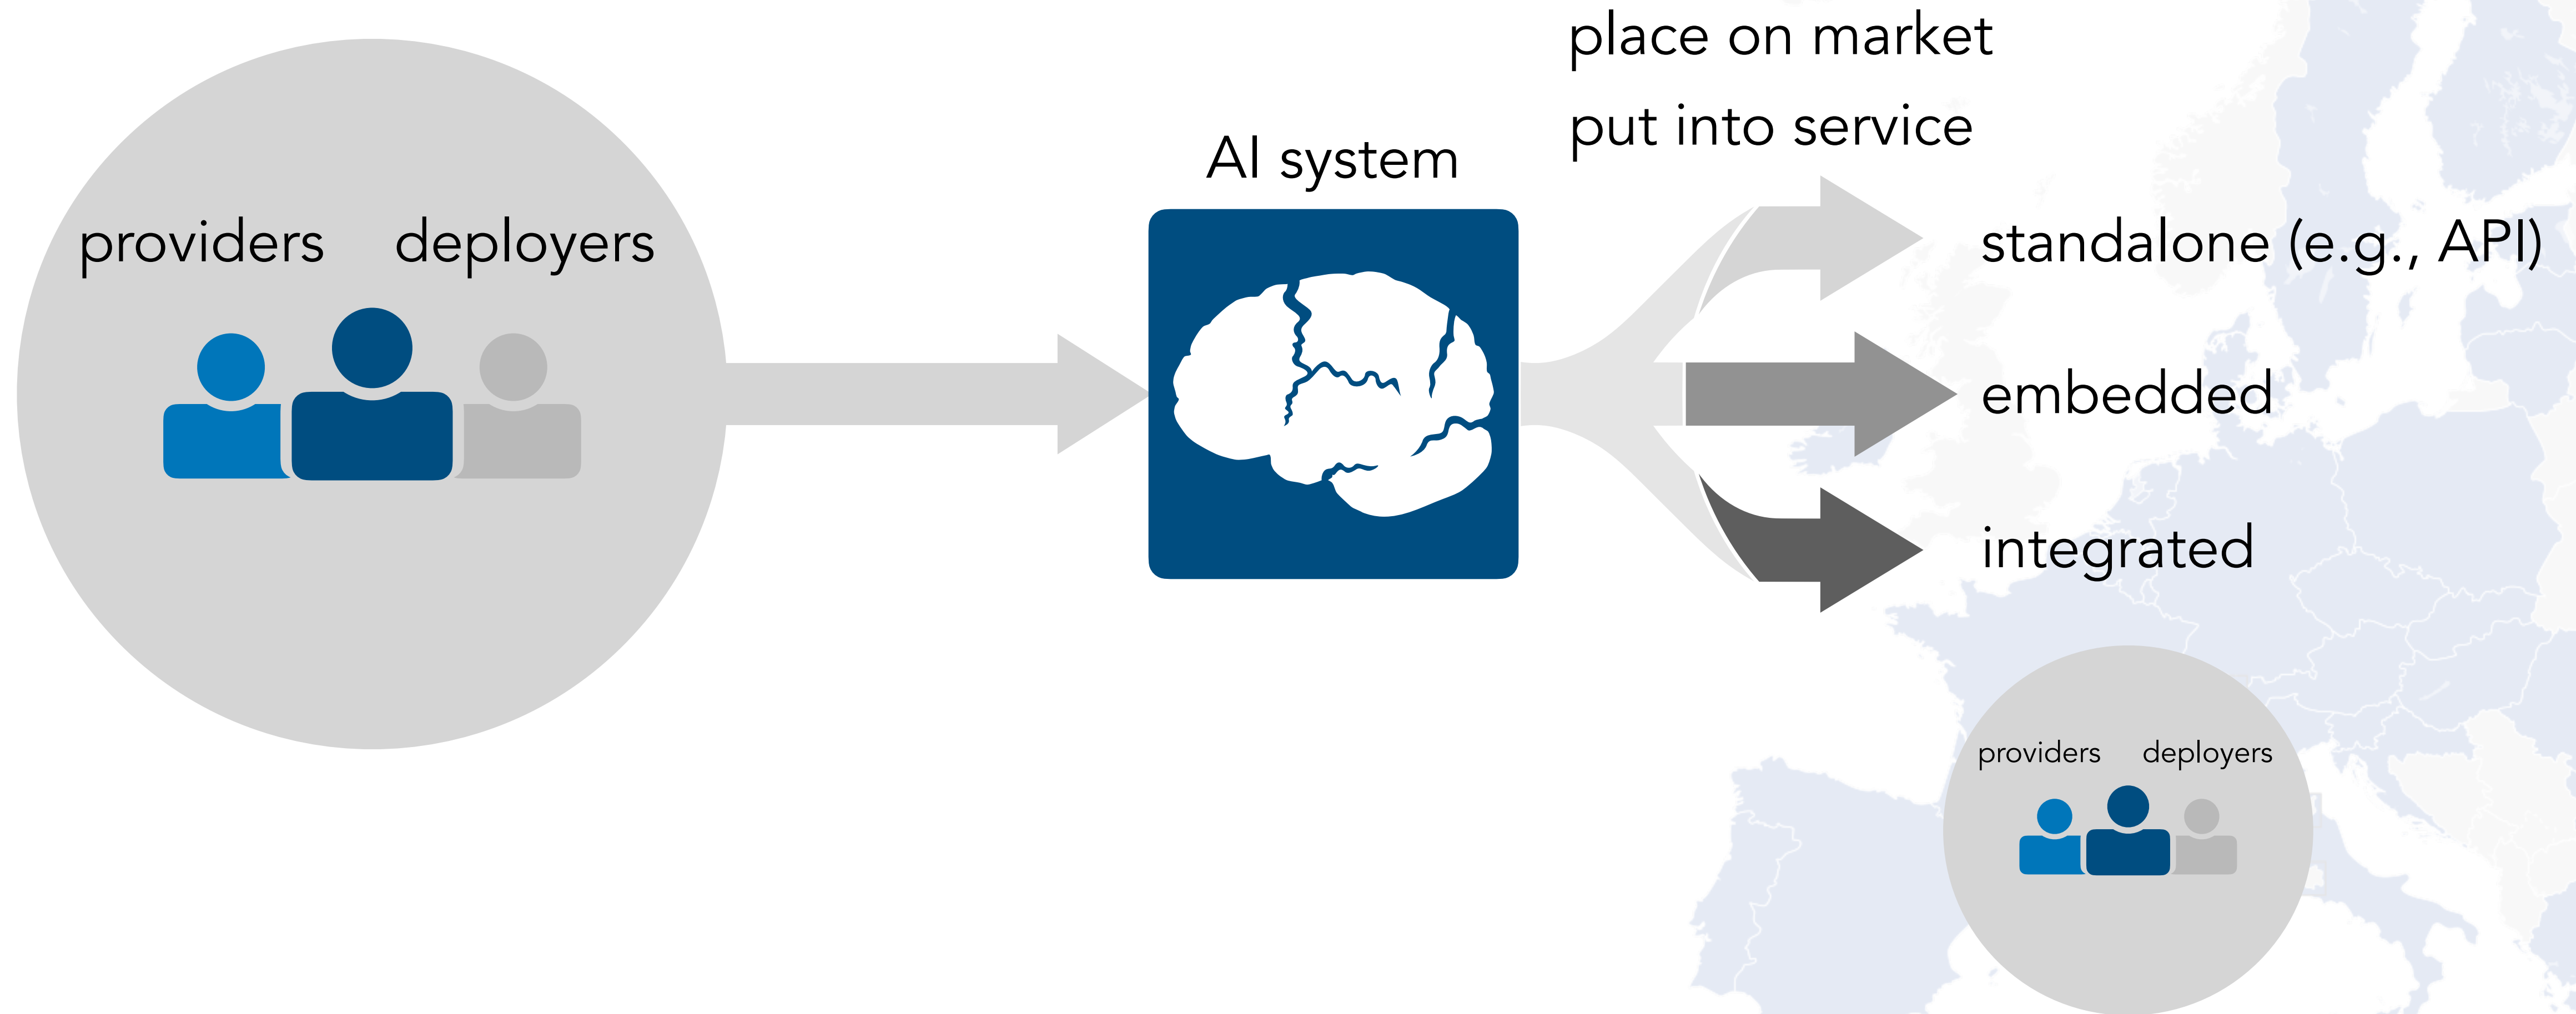 place on market
put into service
AI system
providers deployers
standalone (e.g., API)
embedded
integrated
providers deployers